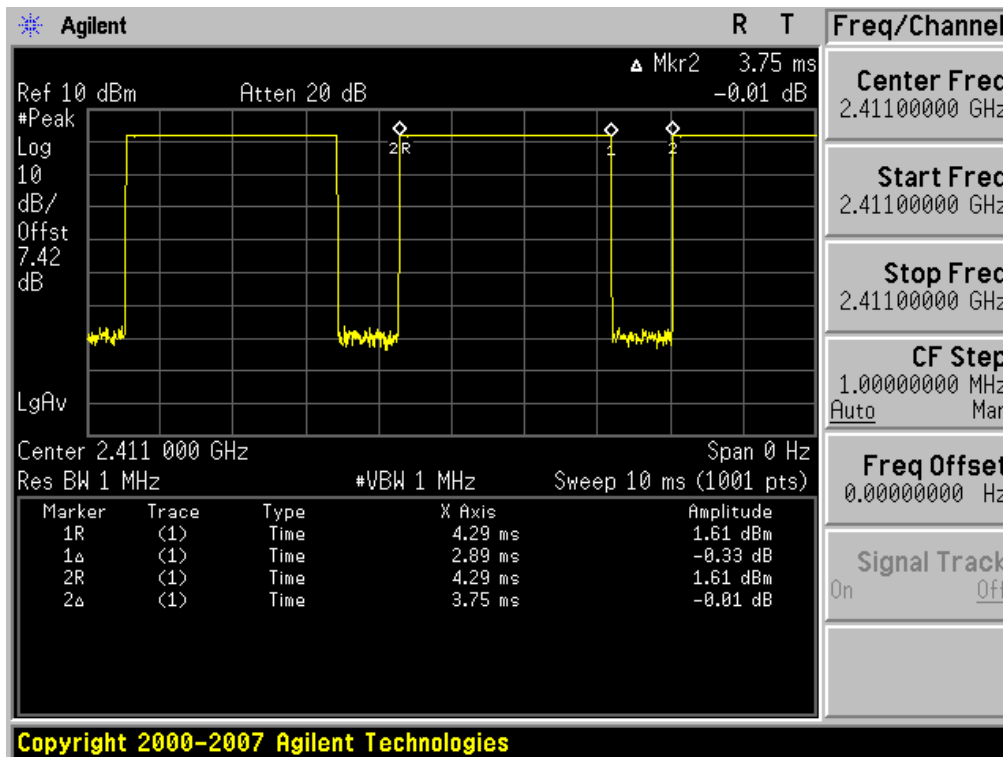 Agilent R T Freq/Channel
▵ Mkr2 3.75 ms
Ref 10 dBm Atten 20 dB -0.01 dB
#Peak
Log
10
dB/
Offst
7.42
dB
LgAv
2R 1 2
Center 2.411 000 GHz Span 0 Hz
Res BW 1 MHz #VBW 1 MHz Sweep 10 ms (1001 pts)
Marker Trace Type X Axis Amplitude
1R (1) Time 4.29 ms 1.61 dBm
1▵ (1) Time 2.89 ms -0.33 dB
2R (1) Time 4.29 ms 1.61 dBm
2▵ (1) Time 3.75 ms -0.01 dB
Center Freq
2.41100000 GHz
Start Freq
2.41100000 GHz
Stop Freq
2.41100000 GHz
CF Step
1.00000000 MHz
Auto Man
Freq Offset
0.00000000 Hz
Signal Track
On Off
Copyright 2000-2007 Agilent Technologies